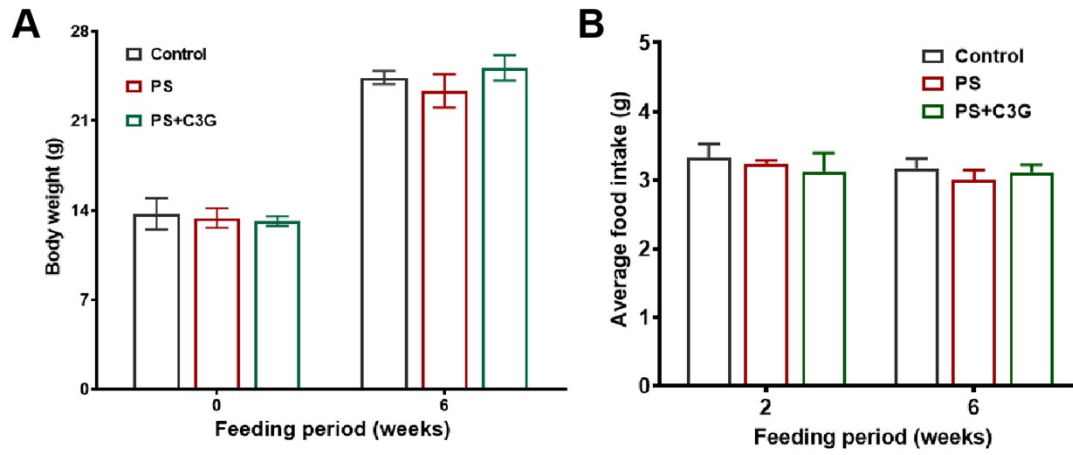 A
Body weight (g)
28
21
14
7
0
Control
PS
PS+C3G
0
6
Feeding period (weeks)
B
Average food intake (g)
5
4
3
2
1
0
Control
PS
PS+C3G
2
6
Feeding period (weeks)